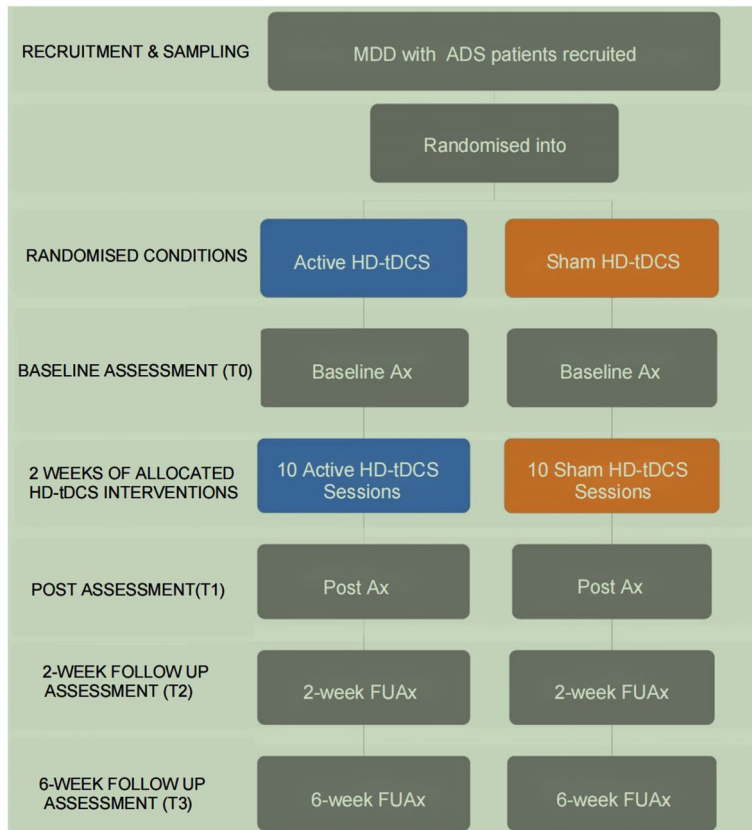 RECRUITMENT & SAMPLING
MDD with ADS patients recruited
Randomised into
RANDOMISED CONDITIONS
Active HD-tDCS
Sham HD-tDCS
BASELINE ASSESSMENT (T0)
Baseline Ax
Baseline Ax
2 WEEKS OF ALLOCATED
HD-tDCS INTERVENTIONS
10 Active HD-tDCS
Sessions
10 Sham HD-tDCS
Sessions
POST ASSESSMENT(T1)
Post Ax
Post Ax
2-WEEK FOLLOW UP
ASSESSMENT (T2)
2-week FUAx
2-week FUAx
6-WEEK FOLLOW UP
ASSESSMENT (T3)
6-week FUAx
6-week FUAx